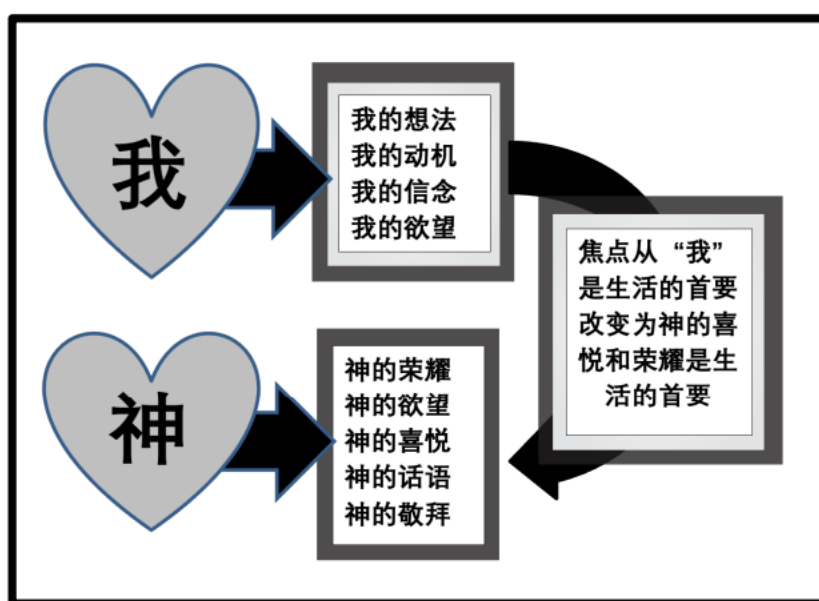 我
我的想法
我的动机
我的信念
我的欲望
焦点从 “我”
是生活的首要
改变为神的喜
悦和荣耀是生
活的首要
神
神的荣耀
神的欲望
神的喜悦
神的话语
神的敬拜